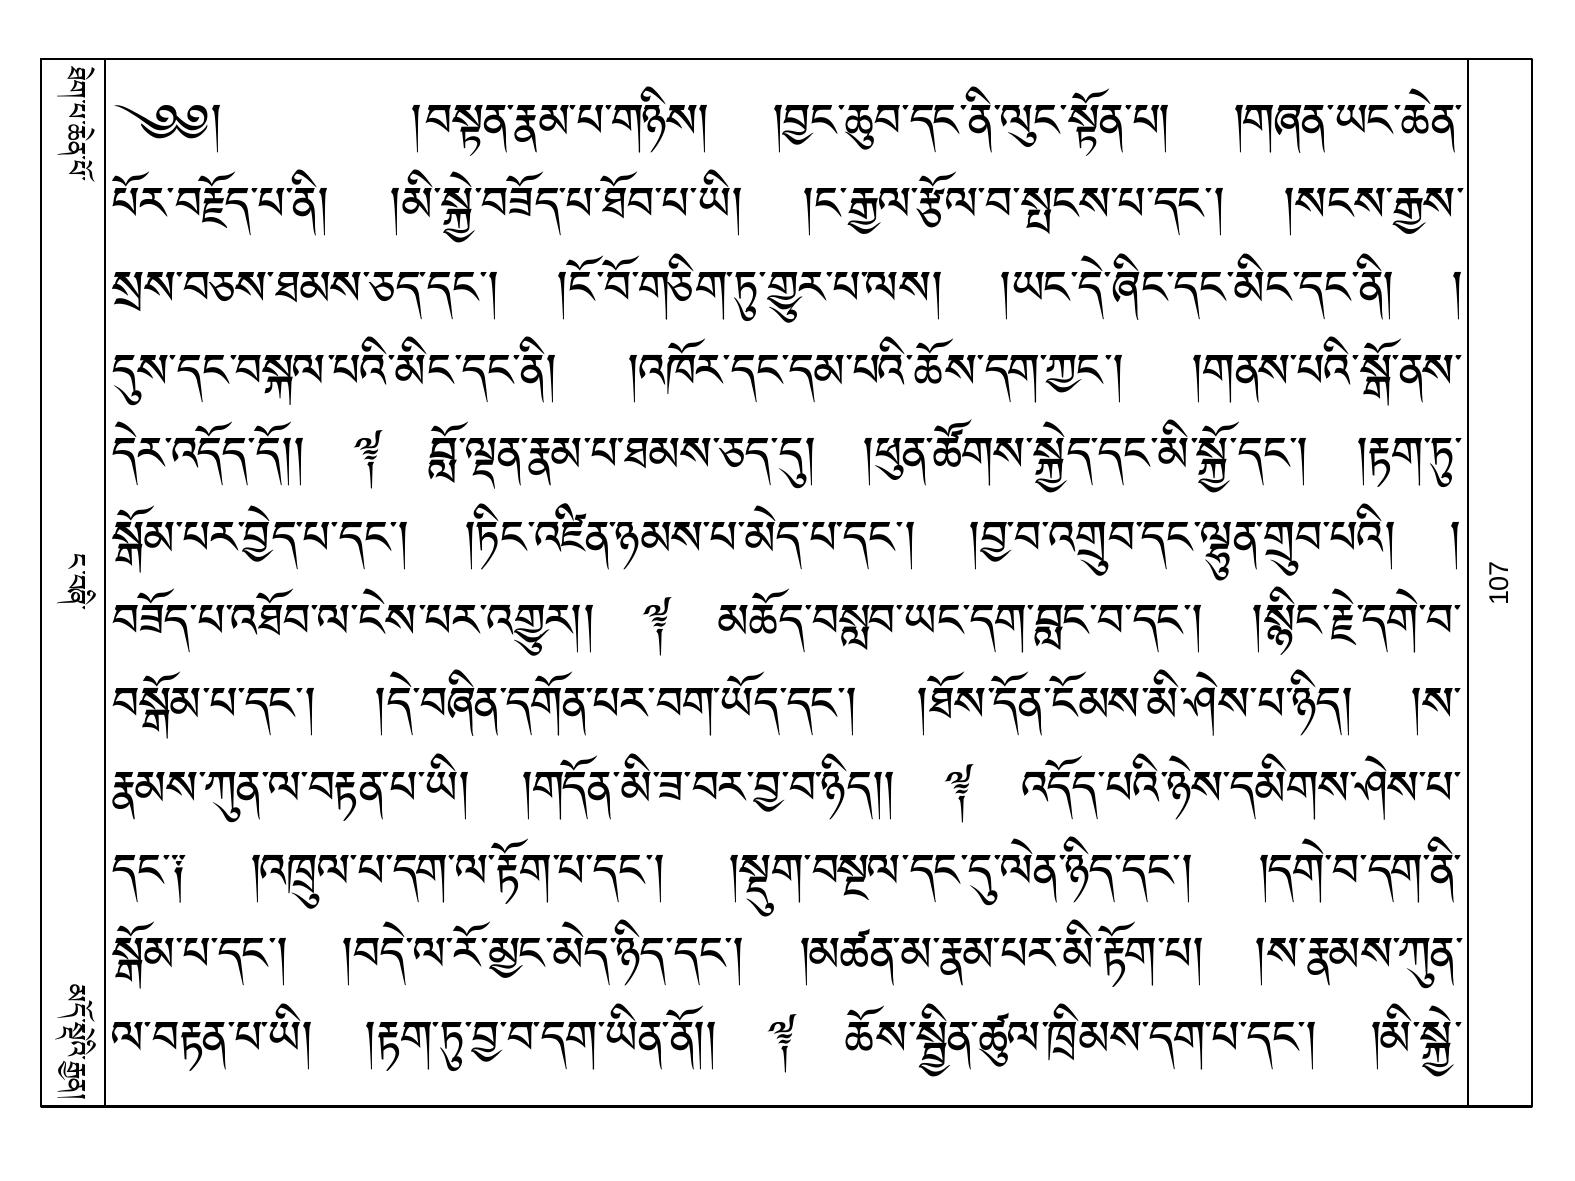 ༄༅། །བསྟན་རྣམ་པ་གཉིས། །བྱང་ཆུབ་དང་ནི་ལུང་སྟོན་པ། །གཞན་ཡང་ཆེན་
པོར་བརྗོད་པ་ནི། །མི་སྐྱེ་བཟོད་པ་ཐོབ་པ་ཡི། །ང་རྒྱལ་རྩོལ་བ་སྤངས་པ་དང་། །སངས་རྒྱས་
སྲས་བཅས་ཐམས་ཅད་དང་། །ངོ་བོ་གཅིག་ཏུ་གྱུར་པ་ལས། །ཡང་དེ་ཞིང་དང་མིང་དང་ནི། །
དུས་དང་བསྐལ་པའི་མིང་དང་ནི། །འཁོར་དང་དམ་པའི་ཆོས་དག་ཀྱང་། །གནས་པའི་སྒོ་ནས་
དེར་འདོད་དོ།། ༈ བློ་ལྡན་རྣམ་པ་ཐམས་ཅད་དུ། །ཕུན་ཚོགས་སྐྱེད་དང་མི་སྐྱོ་དང་། །རྟག་ཏུ་
སྒོམ་པར་བྱེད་པ་དང་། །ཏིང་འཛིན་ཉམས་པ་མེད་པ་དང་། །བྱ་བ་འགྲུབ་དང་ལྷུན་གྲུབ་པའི། །
བཟོད་པ་འཐོབ་ལ་ངེས་པར་འགྱུར།། ༈ མཆོད་བསླབ་ཡང་དག་བླང་བ་དང་། །སྙིང་རྗེ་དགེ་བ་
བསྒོམ་པ་དང་། །དེ་བཞིན་དགོན་པར་བག་ཡོད་དང་། །ཐོས་དོན་ངོམས་མི་ཤེས་པ་ཉིད། །ས་
རྣམས་ཀུན་ལ་བརྟན་པ་ཡི། །གདོན་མི་ཟ་བར་བྱ་བ་ཉིད།། ༈ འདོད་པའི་ཉེས་དམིགས་ཤེས་པ་
དང་༑ །འཁྲུལ་པ་དག་ལ་རྟོག་པ་དང་། །སྡུག་བསྔལ་དང་དུ་ལེན་ཉིད་དང་། །དགེ་བ་དག་ནི་
སྒོམ་པ་དང་། །བདེ་ལ་རོ་མྱང་མེད་ཉིད་དང་། །མཚན་མ་རྣམ་པར་མི་རྟོག་པ། །ས་རྣམས་ཀུན་
ལ་བརྟན་པ་ཡི། །རྟག་ཏུ་བྱ་བ་དག་ཡིན་ནོ།། ༈ ཆོས་སྦྱིན་ཚུལ་ཁྲིམས་དག་པ་དང་། །མི་སྐྱེ་
ཐེག་པ་ཆེན་པོ་
ང་བཞི་
མདོ་སྡེའི་རྒྱན།
107